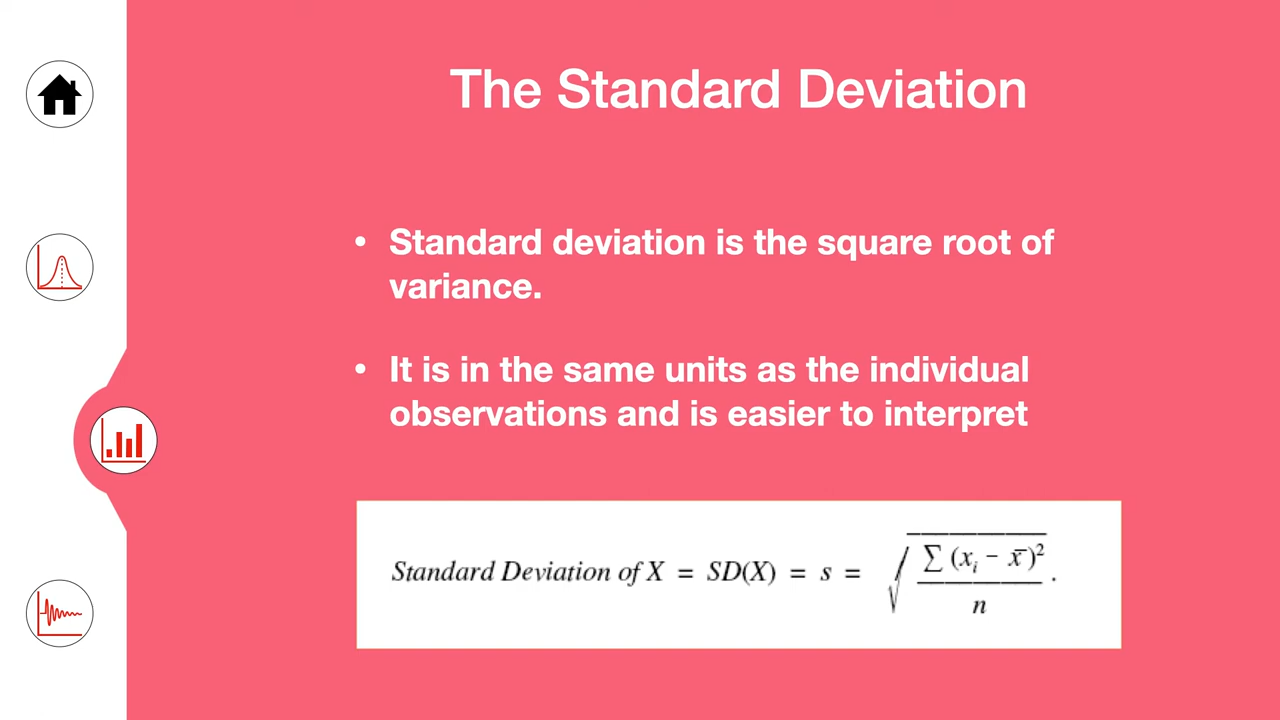 The Standard Deviation
• Standard deviation is the square root of
variance.
• It is in the same units as the individual
observations and is easier to interpret
Standard Deviation of X = SD(X) = s = √(∑ (xᵢ − x̄)² / n) .